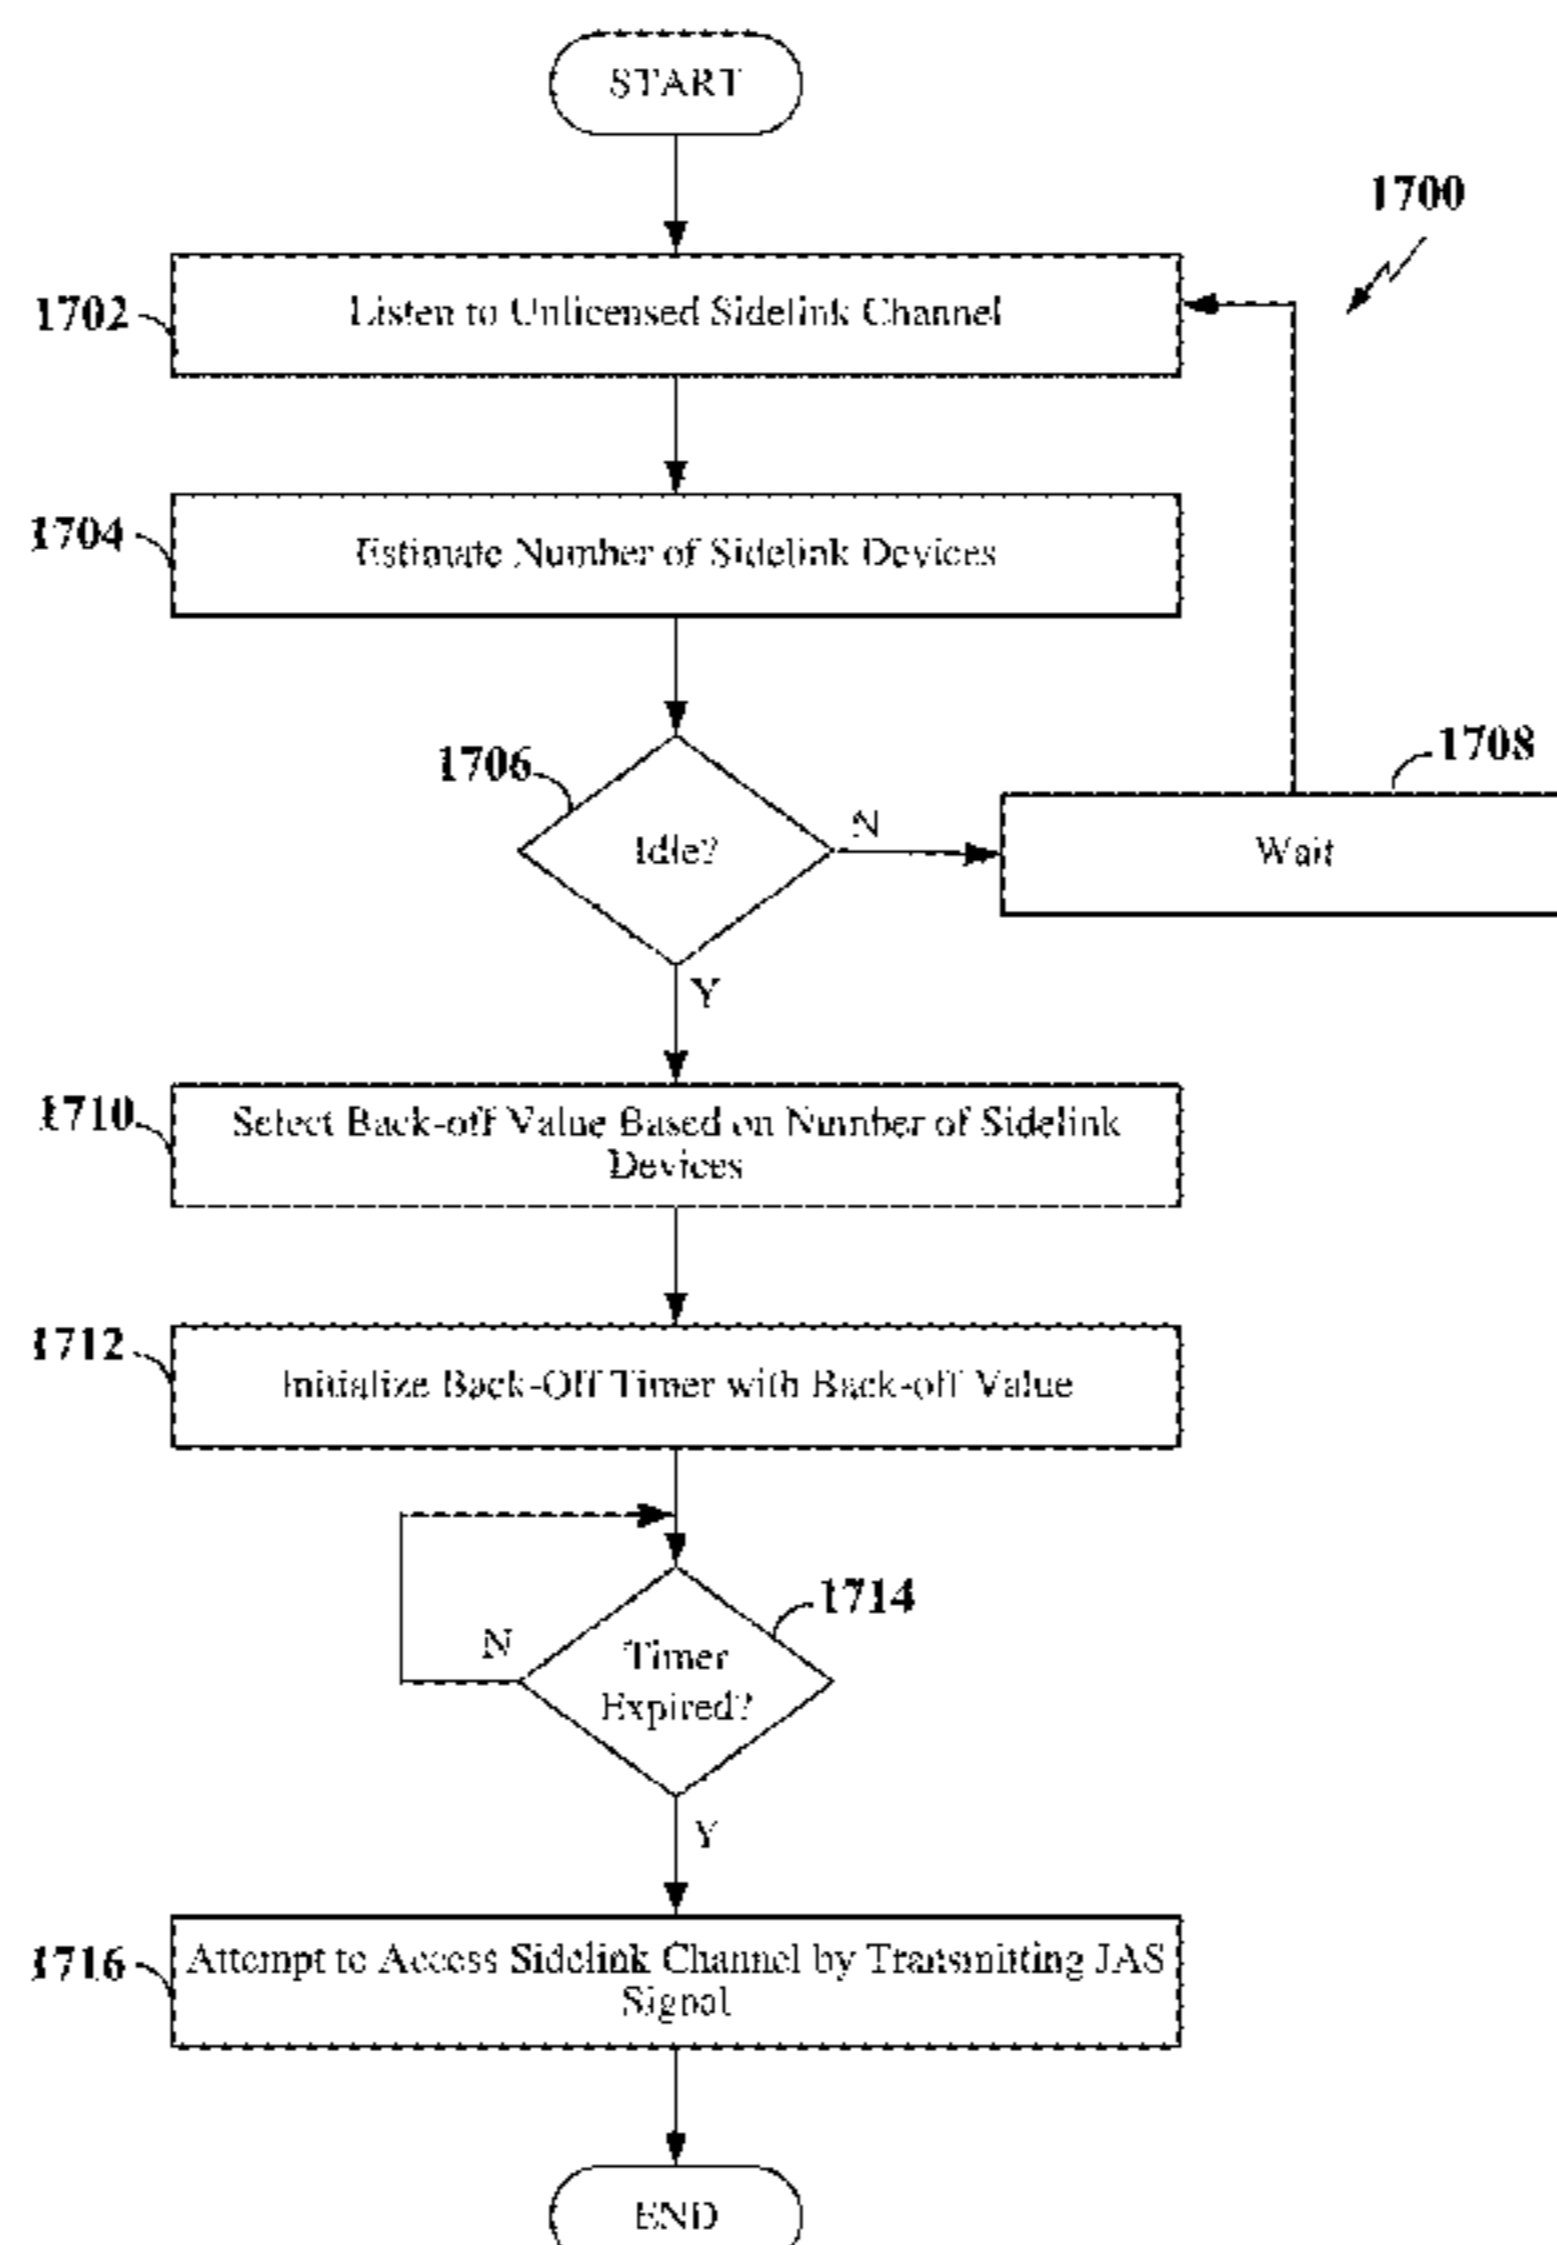 START
1700
1702
Listen to Unlicensed Sidelink Channel
1704
Estimate Number of Sidelink Devices
1706
Idle?
N
1708
Wait
Y
1710
Select Back-off Value Based on Number of Sidelink
Devices
1712
Initialize Back-Off Timer with Back-off Value
1714
Timer
Expired?
N
Y
1716
Attempt to Access Sidelink Channel by Transmitting JAS
Signal
END